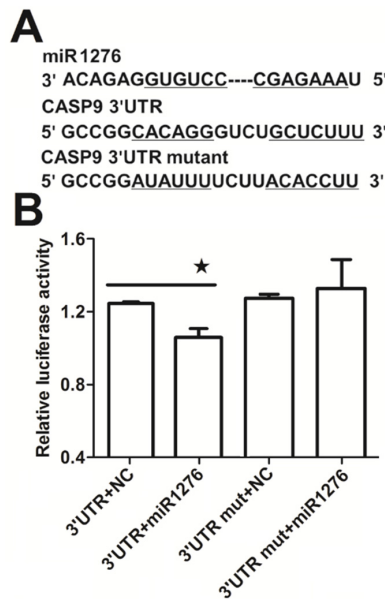 A
miR1276
3' ACAGAGGUGUCC----CGAGAAAU 5'
CASP9 3'UTR
5' GCCGGCACAGGGUCUGCUCUUU 3'
CASP9 3'UTR mutant
5' GCCGGAUAUUUUCUUACACCUU 3'
B
Relative luciferase activity
1.6
1.2
0.8
0.4
3'UTR+NC
3'UTR+miR1276
3'UTR mut+NC
3'UTR mut+miR1276